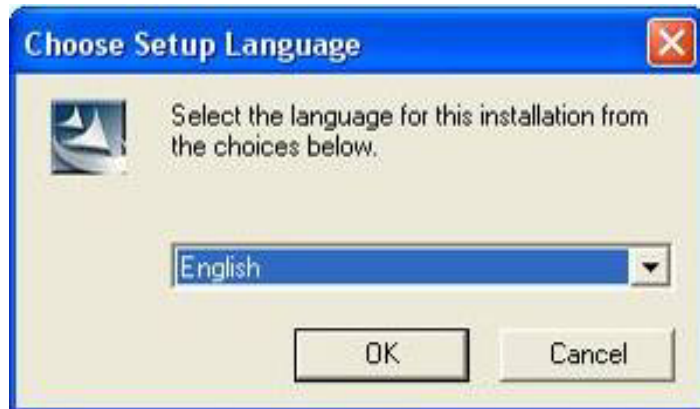 Choose Setup Language
Select the language for this installation from
the choices below.
English
OK
Cancel